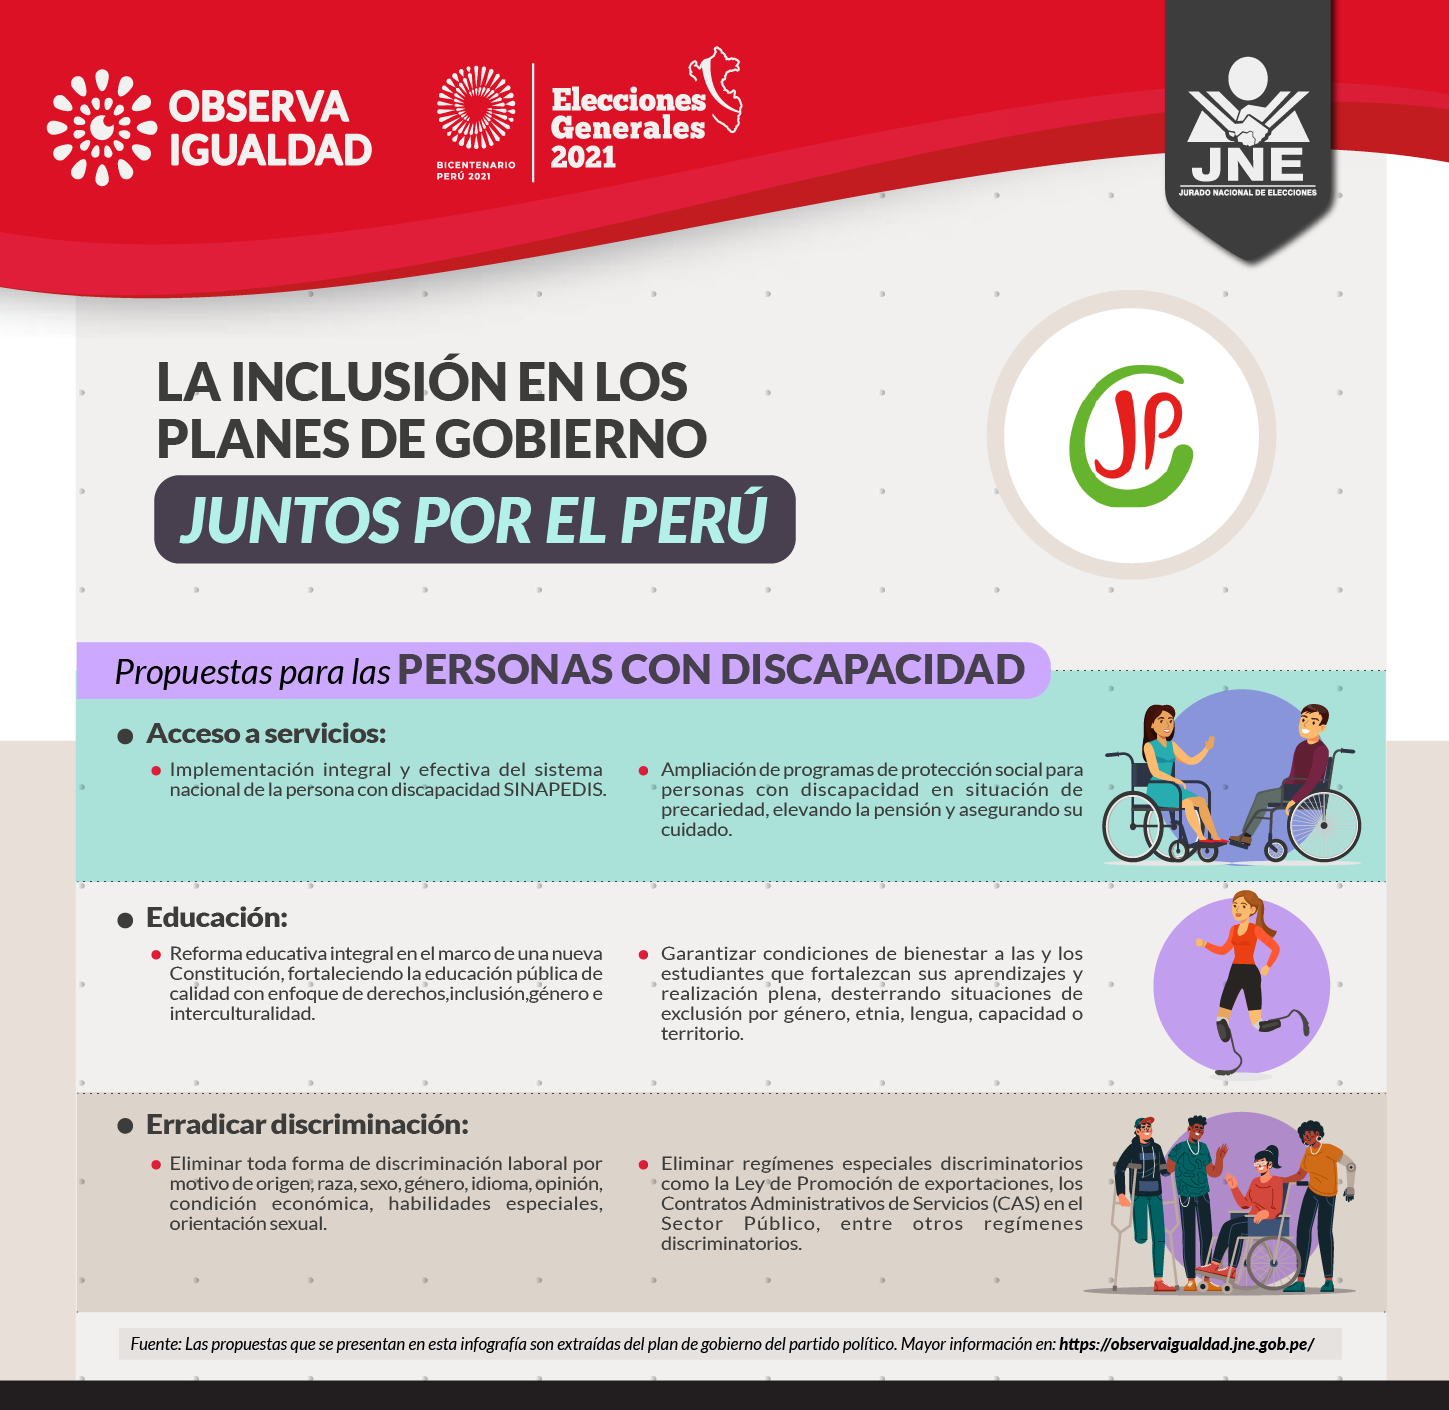 OBSERVA
IGUALDAD
BICENTENARIO
PERÚ 2021
Elecciones
Generales
2021
JNE
JURADO NACIONAL DE ELECCIONES
LA INCLUSIÓN EN LOS
PLANES DE GOBIERNO
JUNTOS POR EL PERÚ
JP
Propuestas para las PERSONAS CON DISCAPACIDAD
Acceso a servicios:
Implementación integral y efectiva del sistema
nacional de la persona con discapacidad SINAPEDIS.
Ampliación de programas de protección social para
personas con discapacidad en situación de
precariedad, elevando la pensión y asegurando su
cuidado.
Educación:
Reforma educativa integral en el marco de una nueva
Constitución, fortaleciendo la educación pública de
calidad con enfoque de derechos,inclusión,género e
interculturalidad.
Garantizar condiciones de bienestar a las y los
estudiantes que fortalezcan sus aprendizajes y
realización plena, desterrando situaciones de
exclusión por género, etnia, lengua, capacidad o
territorio.
Erradicar discriminación:
Eliminar toda forma de discriminación laboral por
motivo de origen, raza, sexo, género, idioma, opinión,
condición económica, habilidades especiales,
orientación sexual.
Eliminar regímenes especiales discriminatorios
como la Ley de Promoción de exportaciones, los
Contratos Administrativos de Servicios (CAS) en el
Sector Público, entre otros regímenes
discriminatorios.
Fuente: Las propuestas que se presentan en esta infografía son extraídas del plan de gobierno del partido político. Mayor información en: https://observaigualdad.jne.gob.pe/